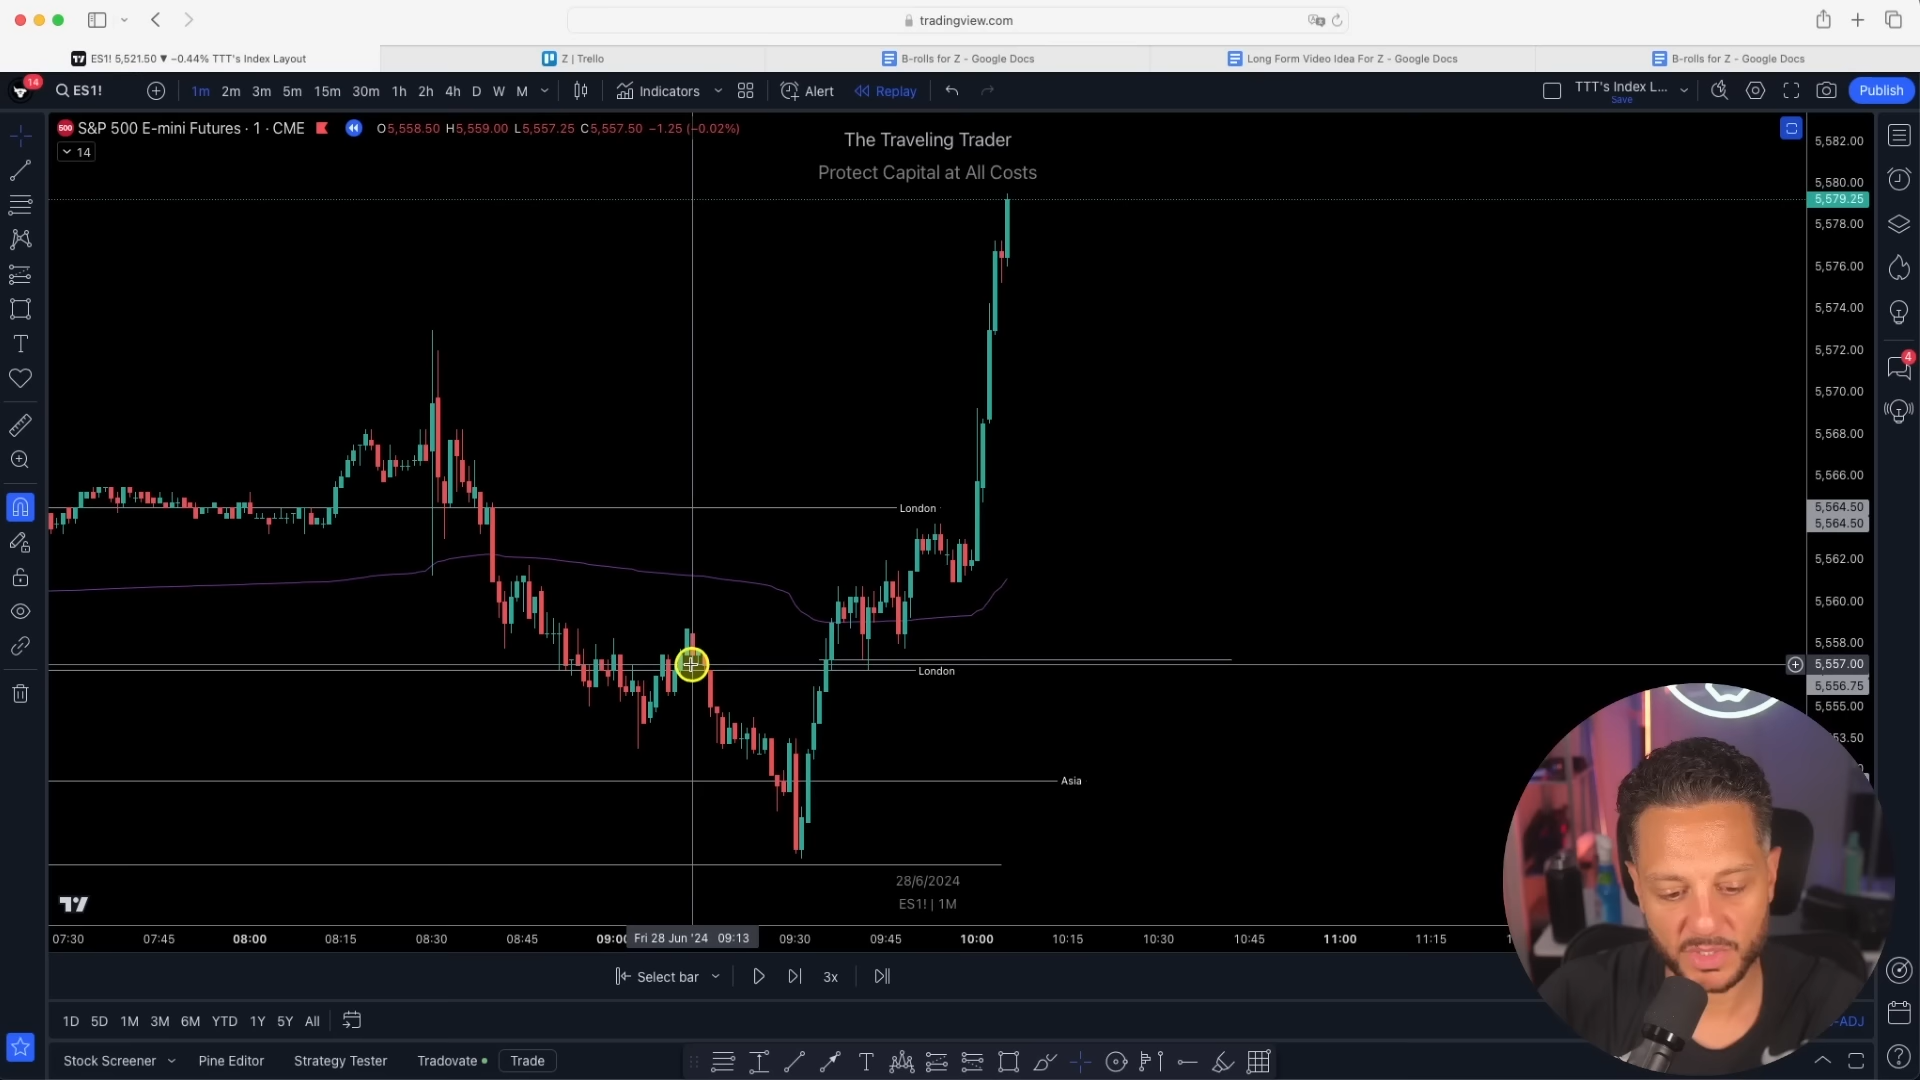 tradingview.com
ES1! 5,521.50 ▼ −0.44% TTT's Index Layout
Z | Trello
B-rolls for Z - Google Docs
Long Form Video Idea For Z - Google Docs
B-rolls for Z - Google Docs
14
ES1!
1m 2m 3m 5m 15m 30m 1h 2h 4h D W M
Indicators
Alert
Replay
TTT's Index L...
Save
Publish
500 S&P 500 E-mini Futures · 1 · CME
O5,558.50 H5,559.00 L5,557.25 C5,557.50 −1.25 (−0.02%)
14
The Traveling Trader
Protect Capital at All Costs
5,582.00
5,580.00
5,579.25
5,578.00
5,576.00
5,574.00
5,572.00
5,570.00
5,568.00
5,566.00
5,564.50
5,564.50
5,562.00
5,560.00
5,558.00
5,557.00
5,556.75
5,555.00
53.50
4
London
London
Asia
28/6/2024
ES1! | 1M
07:30 07:45 08:00 08:15 08:30 08:45 09:00 Fri 28 Jun '24 09:13 09:30 09:45 10:00 10:15 10:30 10:45 11:00 11:15
Select bar
3x
1D 5D 1M 3M 6M YTD 1Y 5Y All
-ADJ
Stock Screener Pine Editor Strategy Tester Tradovate Trade